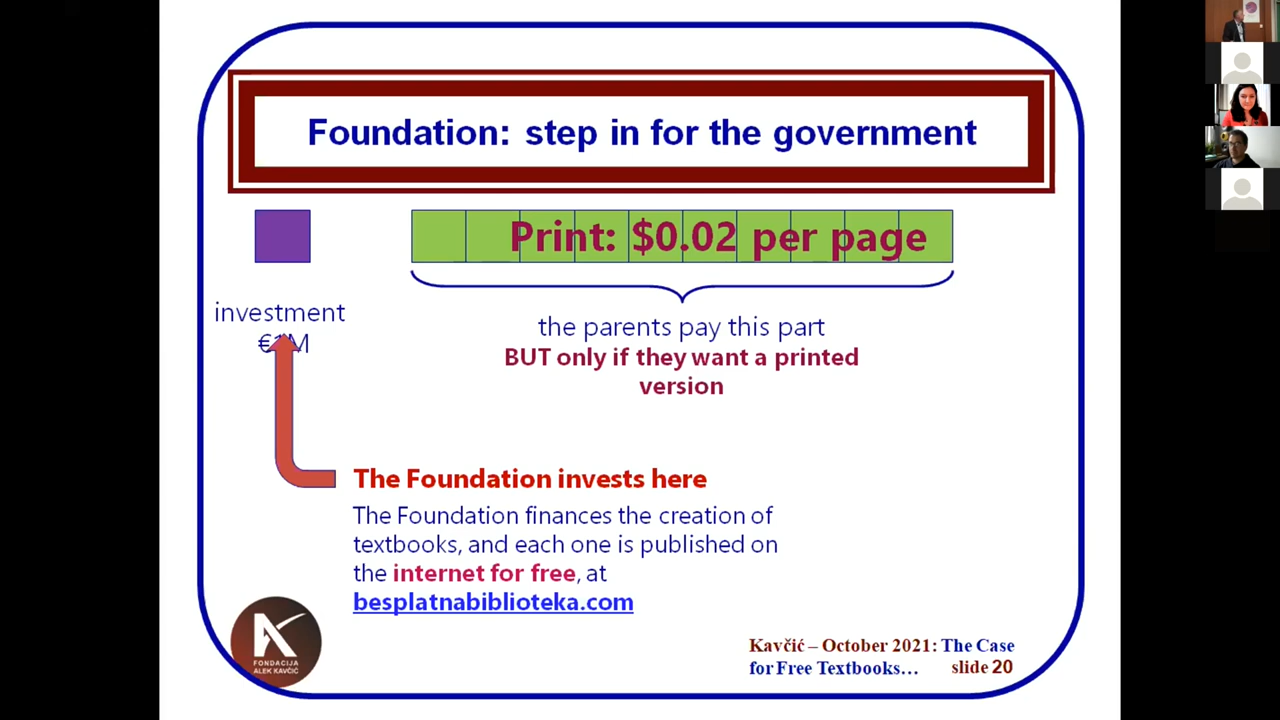 Foundation: step in for the government
Print: $0.02 per page
investment
€1M
the parents pay this part
BUT only if they want a printed
version
The Foundation invests here
The Foundation finances the creation of
textbooks, and each one is published on
the internet for free, at
besplatnabiblioteka.com
FONDACIJA
ALEK KAVČIĆ
Kavčić – October 2021: The Case
for Free Textbooks… slide 20